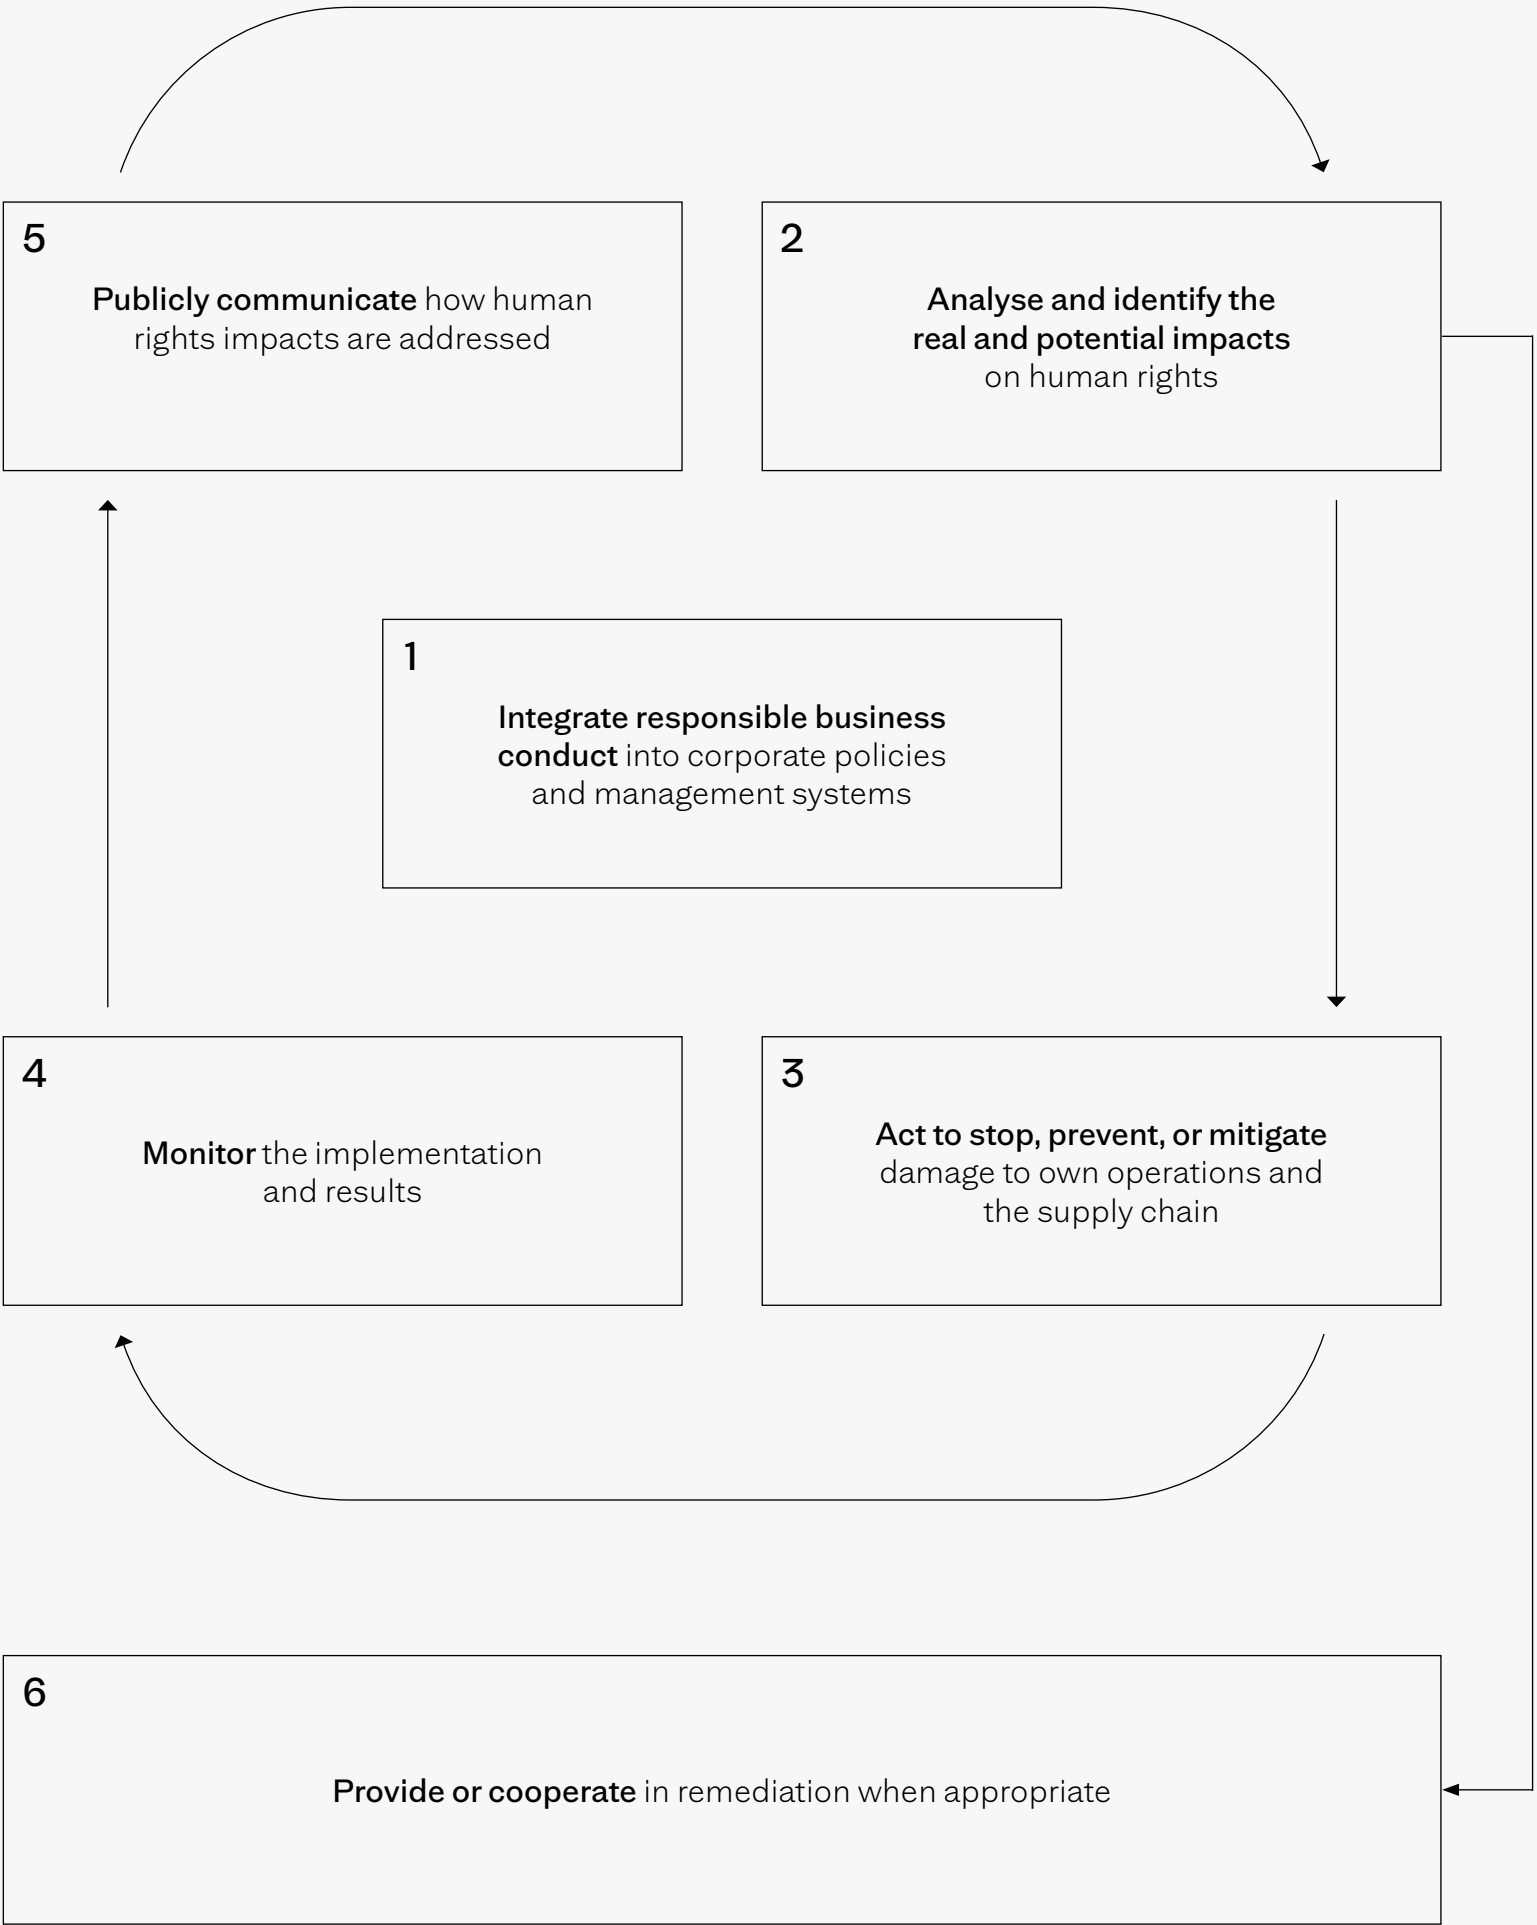 5
Publicly communicate how human
rights impacts are addressed
2
Analyse and identify the
real and potential impacts
on human rights
1
Integrate responsible business
conduct into corporate policies
and management systems
4
Monitor the implementation
and results
3
Act to stop, prevent, or mitigate
damage to own operations and
the supply chain
6
Provide or cooperate in remediation when appropriate